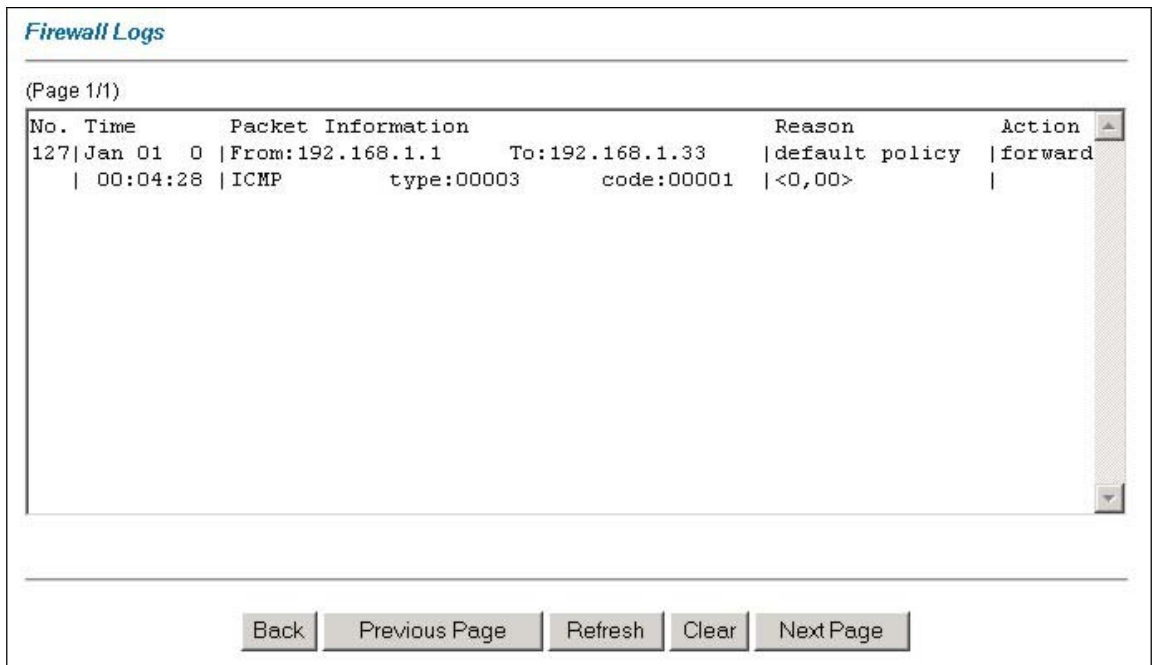 Firewall Logs
(Page 1/1)
No. Time Packet Information Reason Action
127|Jan 01 0 |From:192.168.1.1 To:192.168.1.33 |default policy |forward
| 00:04:28 |ICMP type:00003 code:00001 |<0,00> |
Back Previous Page Refresh Clear Next Page